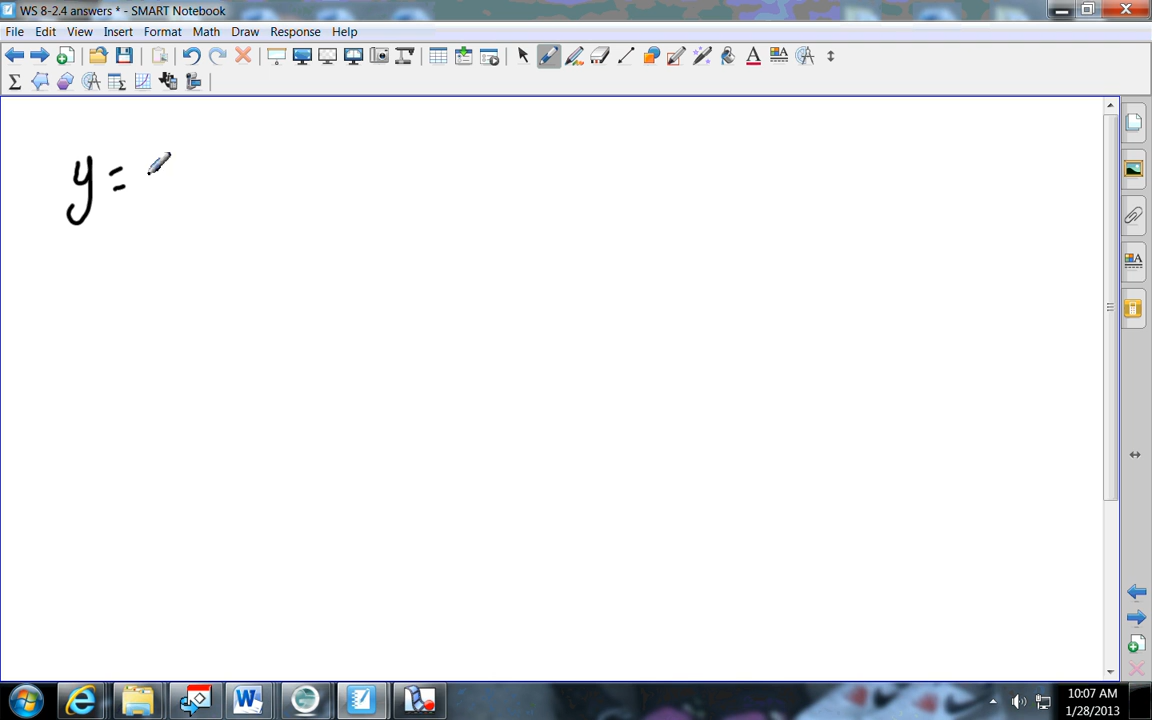 WS 8-2.4 answers * - SMART Notebook
File Edit View Insert Format Math Draw Response Help
y =
10:07 AM
1/28/2013